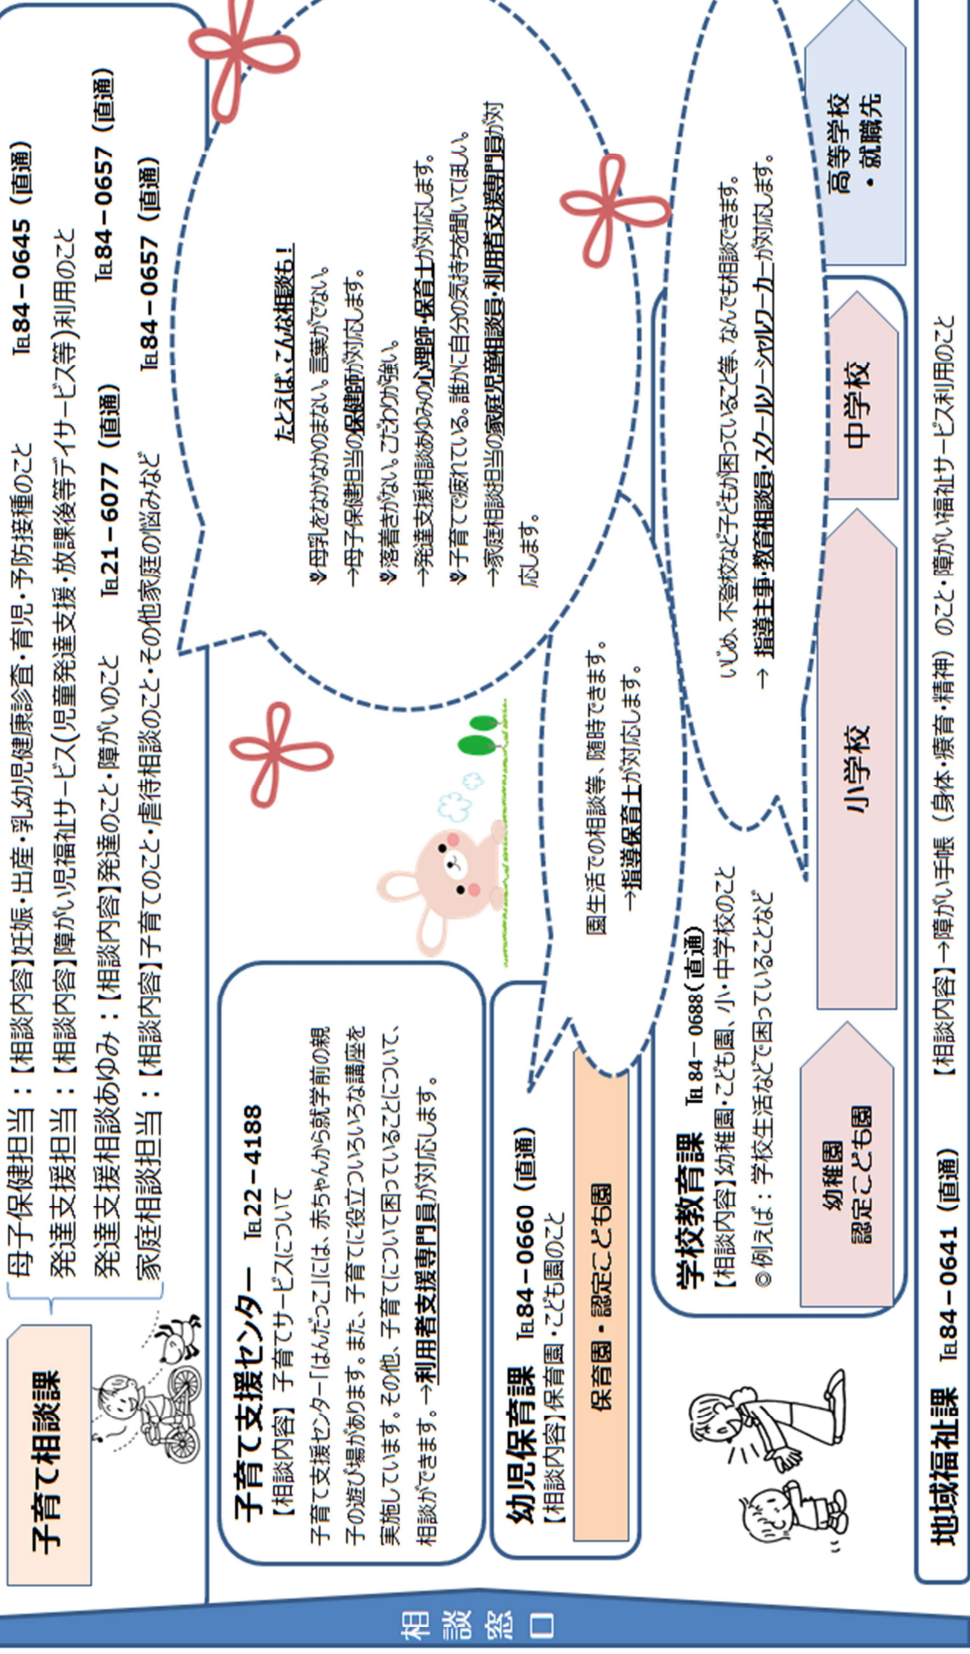 相談窓口
子育て相談課
母子保健担当：【相談内容】妊娠・出産・乳幼児健康診査・育児・予防接種のこと ℡84－0645（直通）
発達支援担当：【相談内容】障がい児福祉サービス（児童発達支援・放課後等デイサービス等）利用のこと
℡84－0657（直通）
発達支援相談あゆみ：【相談内容】発達のこと・障がいのこと ℡21－6077（直通）
家庭相談担当：【相談内容】子育てのこと・虐待相談のこと・その他家庭の悩みなど ℡84－0657（直通）
子育て支援センター ℡22－4188
【相談内容】子育てサービスについて
子育て支援センター「はんだっこ」には、赤ちゃんから就学前の親
子の遊び場があります。また、子育てに役立ついろいろな講座を
実施しています。その他、子育てについて困っていることについて、
相談ができます。→利用者支援専門員が対応します。
たとえば、こんな相談も！
母乳をなかなかのまない。言葉がでない。
→母子保健担当の保健師が対応します。
落着きがない。こだわりが強い。
→発達支援相談あゆみの心理師・保育士が対応します。
子育てで疲れている。誰かに自分の気持ちを聞いてほしい。
→家庭相談担当の家庭児童相談員・利用者支援専門員が対
応します。
幼児保育課 ℡84－0660（直通）
【相談内容】保育園・こども園のこと
保育園・認定こども園
園生活での相談等、随時できます。
→指導保育士が対応します。
学校教育課 ℡84－0688（直通）
【相談内容】幼稚園・こども園、小・中学校のこと
◎例えば：学校生活などで困っていることなど
いじめ、不登校など子どもが困っていること等、なんでも相談できます。
→ 指導主事・教育相談員・スクールソーシャルワーカーが対応します。
幼稚園
認定こども園
小学校
中学校
高等学校
・就職先
地域福祉課 ℡84－0641（直通） 【相談内容】→障がい手帳（身体・療育・精神）のこと・障がい福祉サービス利用のこと